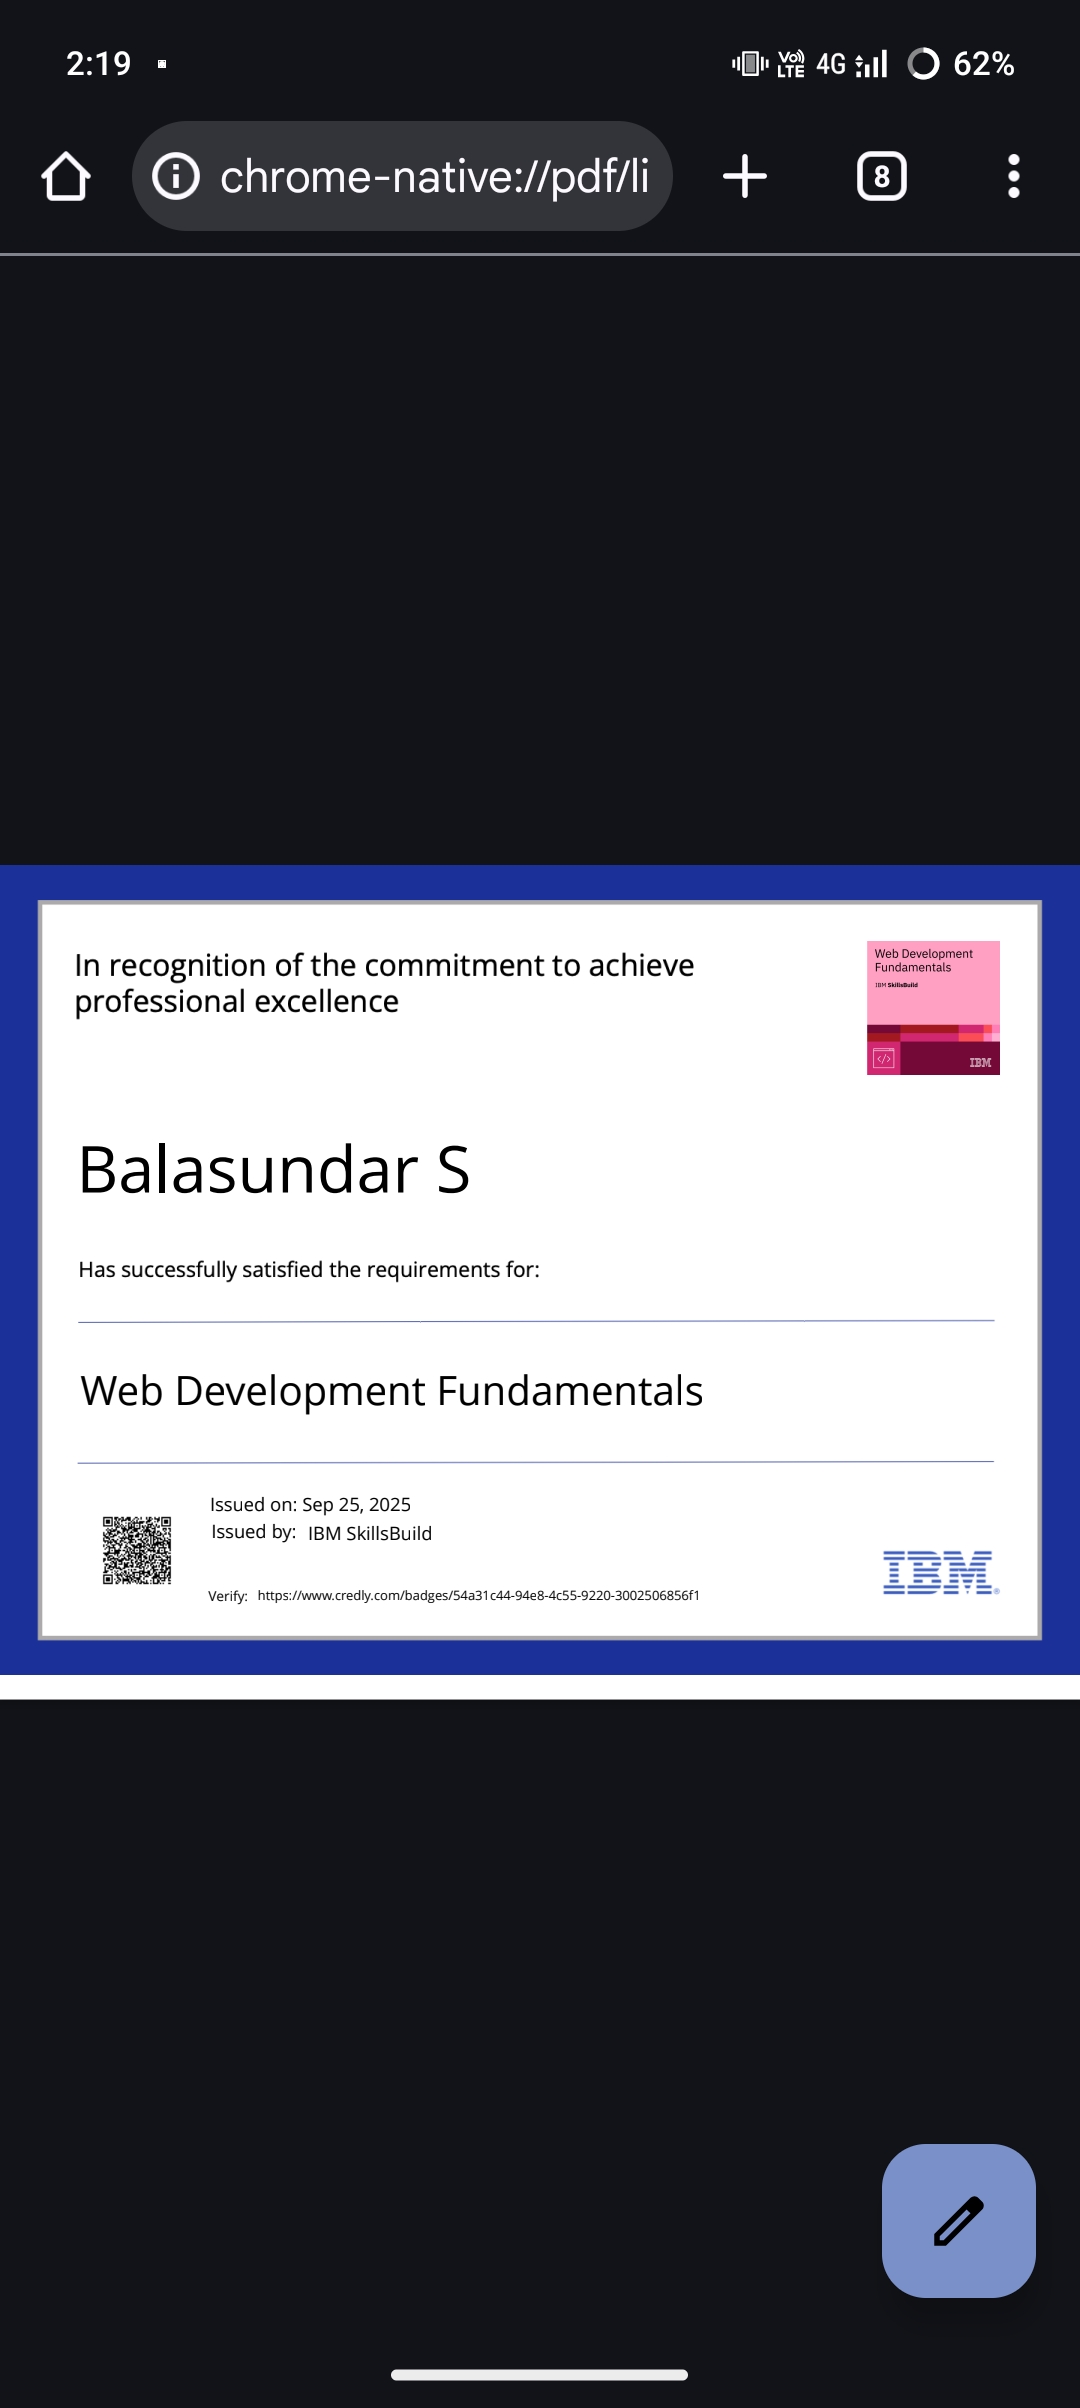 2:19
Vo)) LTE 4G 62%
chrome-native://pdf/li
8
In recognition of the commitment to achieve
professional excellence
Web Development
Fundamentals
IBM SkillsBuild
</>
IBM
Balasundar S
Has successfully satisfied the requirements for:
Web Development Fundamentals
Issued on: Sep 25, 2025
Issued by: IBM SkillsBuild
Verify: https://www.credly.com/badges/54a31c44-94e8-4c55-9220-3002506856f1
IBM®